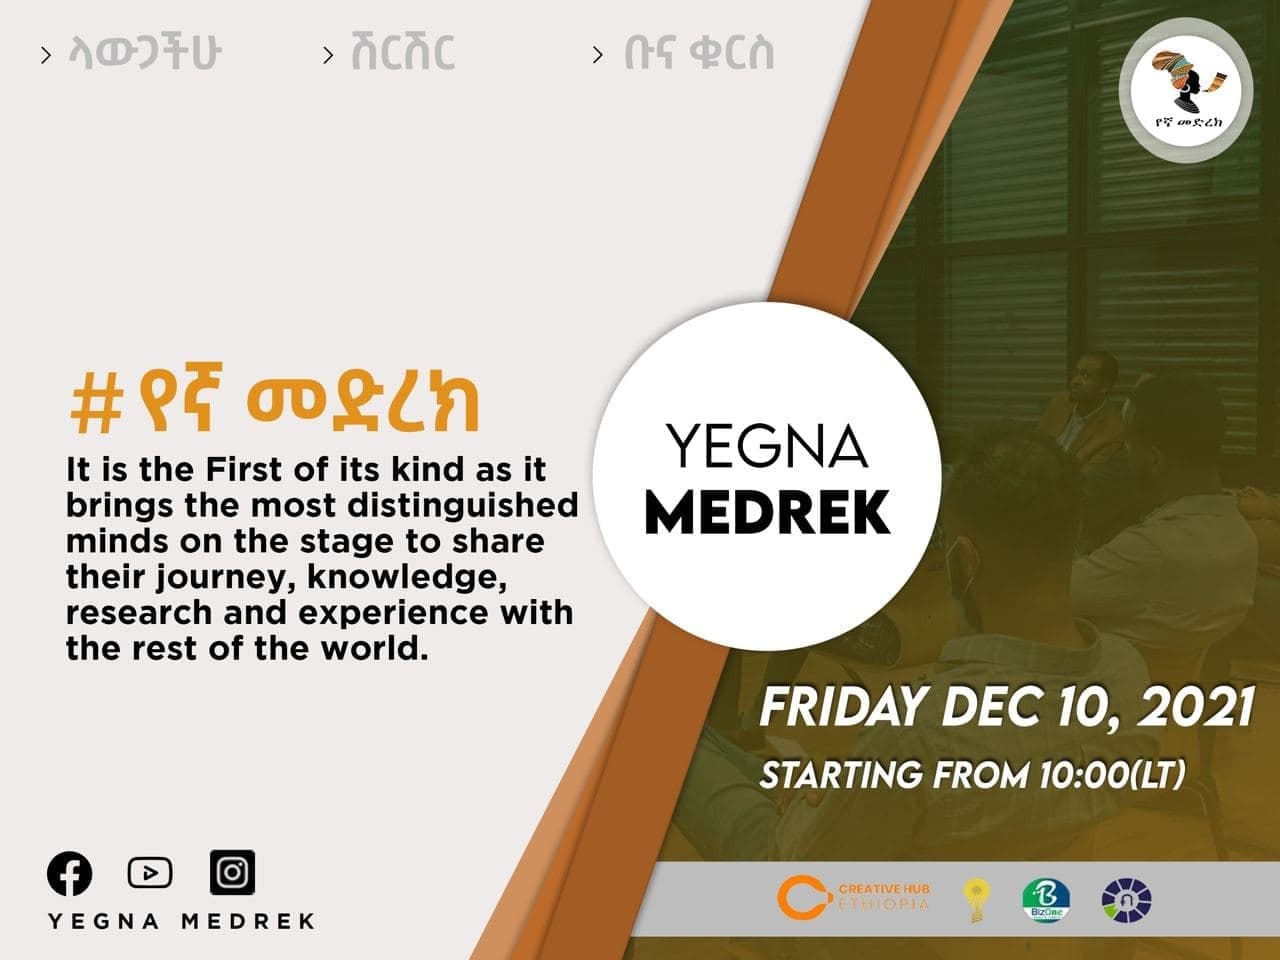 ላውጋችሁ
ሽርሽር
ቡና ቁርስ
የኛ መድረክ
#የኛ መድረክ
It is the First of its kind as it
brings the most distinguished
minds on the stage to share
their journey, knowledge,
research and experience with
the rest of the world.
YEGNA
MEDREK
FRIDAY DEC 10, 2021
STARTING FROM 10:00(LT)
YEGNA MEDREK
CREATIVE HUB
ETHIOPIA
BizOne